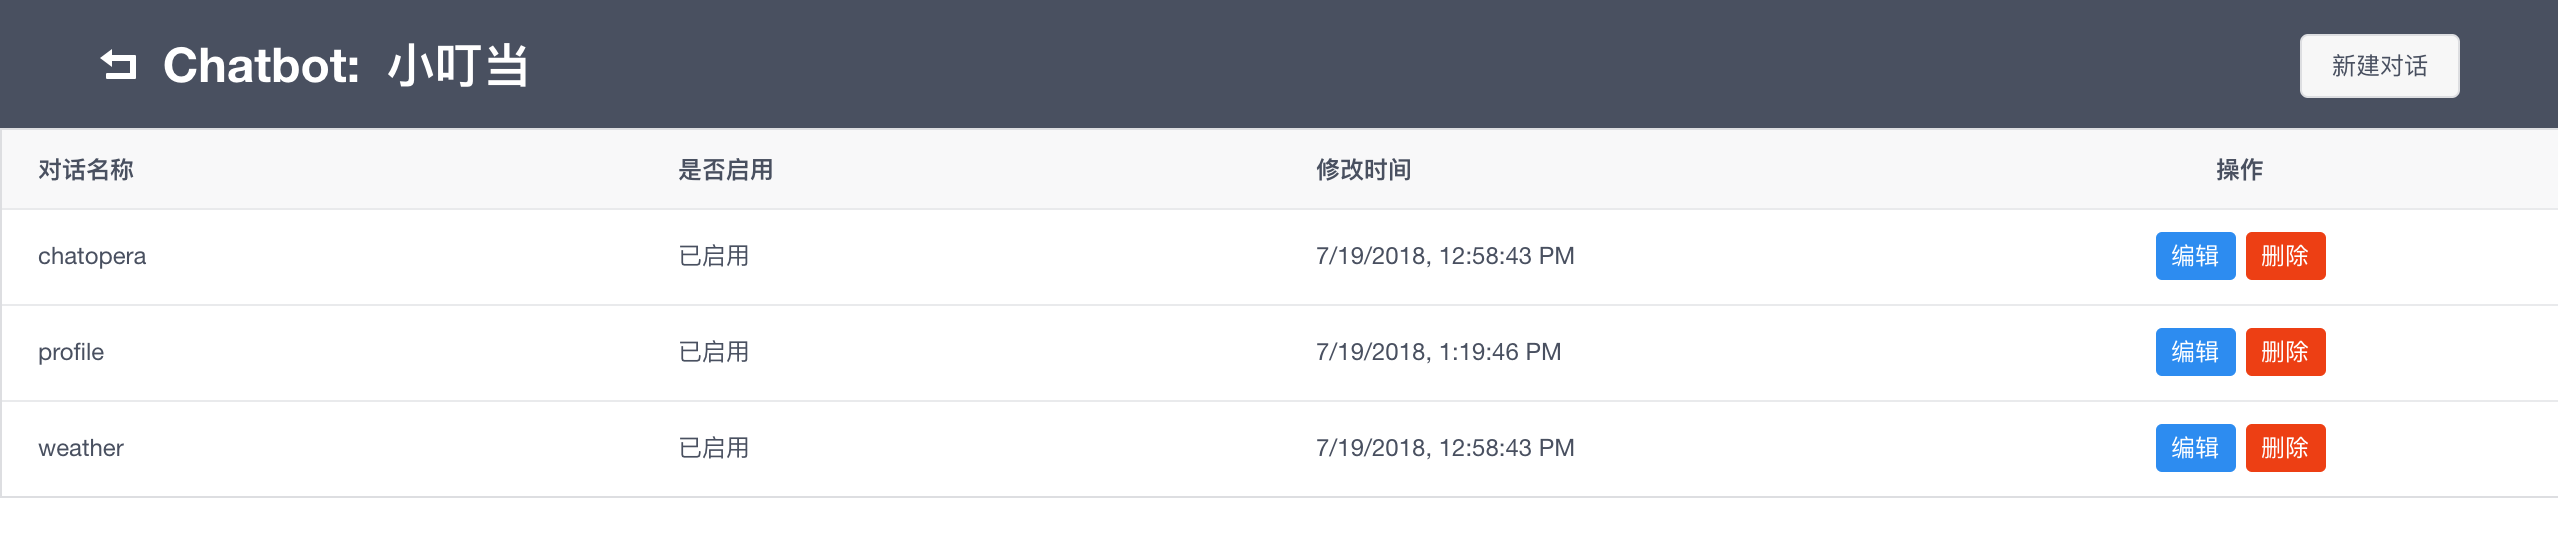 Chatbot: 小叮当
新建对话
对话名称 是否启用 修改时间 操作
chatopera 已启用 7/19/2018, 12:58:43 PM 编辑 删除
profile 已启用 7/19/2018, 1:19:46 PM 编辑 删除
weather 已启用 7/19/2018, 12:58:43 PM 编辑 删除